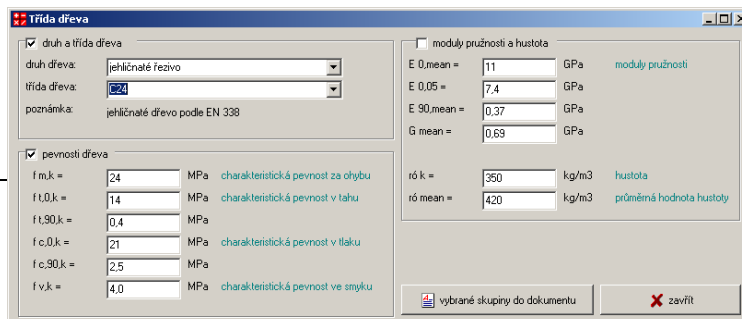 Třída dřeva
druh a třída dřeva
druh dřeva: jehličnaté řezivo
třída dřeva: C24
poznámka: jehličnaté dřevo podle EN 338
pevnosti dřeva
f m,k = 24 MPa charakteristická pevnost za ohybu
f t,0,k = 14 MPa charakteristická pevnost v tahu
f t,90,k = 0,4 MPa
f c,0,k = 21 MPa charakteristická pevnost v tlaku
f c,90,k = 2,5 MPa
f v,k = 4,0 MPa charakteristická pevnost ve smyku
moduly pružnosti a hustota
E 0,mean = 11 GPa moduly pružnosti
E 0,05 = 7,4 GPa
E 90,mean = 0,37 GPa
G mean = 0,69 GPa
ró k = 350 kg/m3 hustota
ró mean = 420 kg/m3 průměrná hodnota hustoty
vybrané skupiny do dokumentu
zavřít